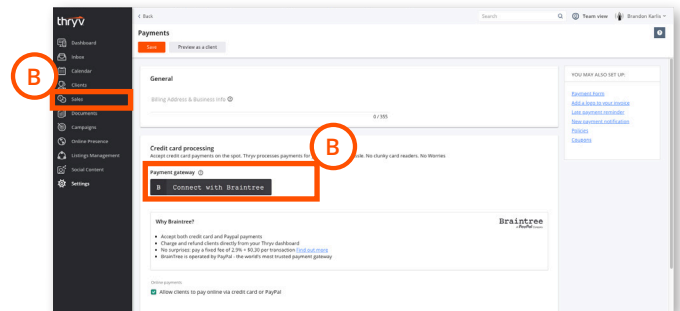 thryv
Dashboard
Inbox
Calendar
Clients
Sales
Documents
Campaigns
Online Presence
Listings Management
Social Content
Settings
B
< Back
Search
Team view
Brandon Karlis
Payments
?
Save
Preview as a client
General
Billing Address & Business Info
0 / 355
Credit card processing
Accept credit card payments on the spot. Thryv processes payments for
No clunky card readers. No Worries
B
Payment gateway
B Connect with Braintree
Why Braintree?
Braintree
A PayPal Company
• Accept both credit card and Paypal payments
• Charge and refund clients directly from your Thryv dashboard
• No surprises: pay a fixed fee of 2.9% + $0.30 per transaction Find out more
• BrainTree is operated by PayPal - the world's most trusted payment gateway
Online payments
Allow clients to pay online via credit card or PayPal
YOU MAY ALSO SET UP:
Payment Form
Add a logo to your invoice
Late payment reminder
New payment notification
Policies
Coupons